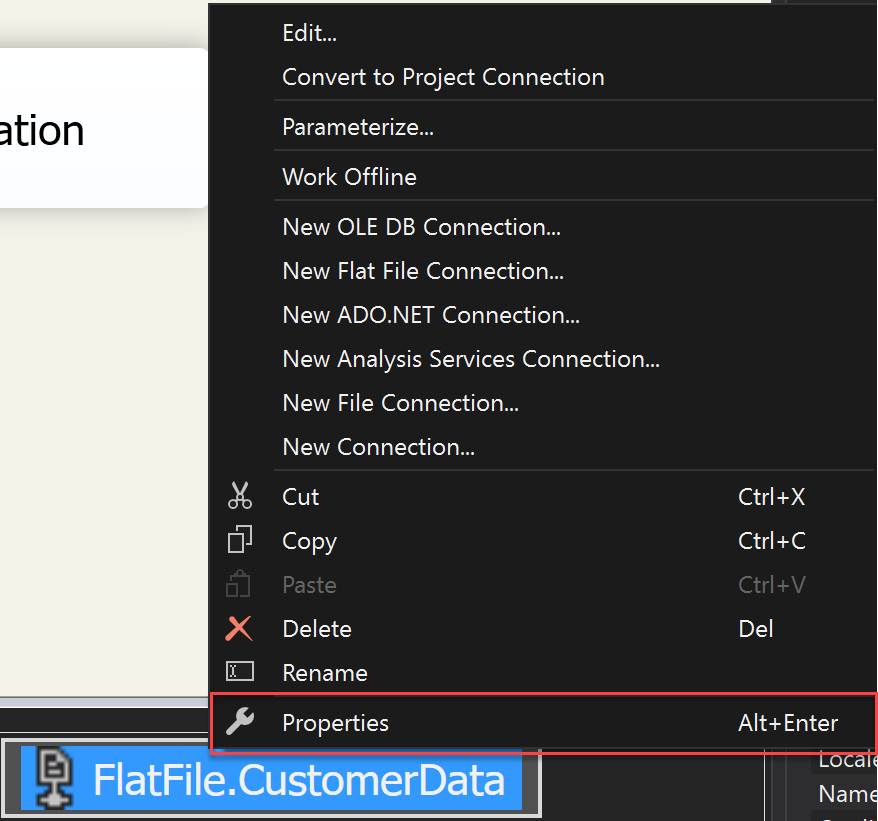 Edit...
Convert to Project Connection
ation
Parameterize...
Work Offline
New OLE DB Connection...
New Flat File Connection...
New ADO.NET Connection...
New Analysis Services Connection...
New File Connection...
New Connection...
Cut Ctrl+X
Copy Ctrl+C
Paste Ctrl+V
Delete Del
Rename
Properties Alt+Enter
FlatFile.CustomerData
Locale
Name